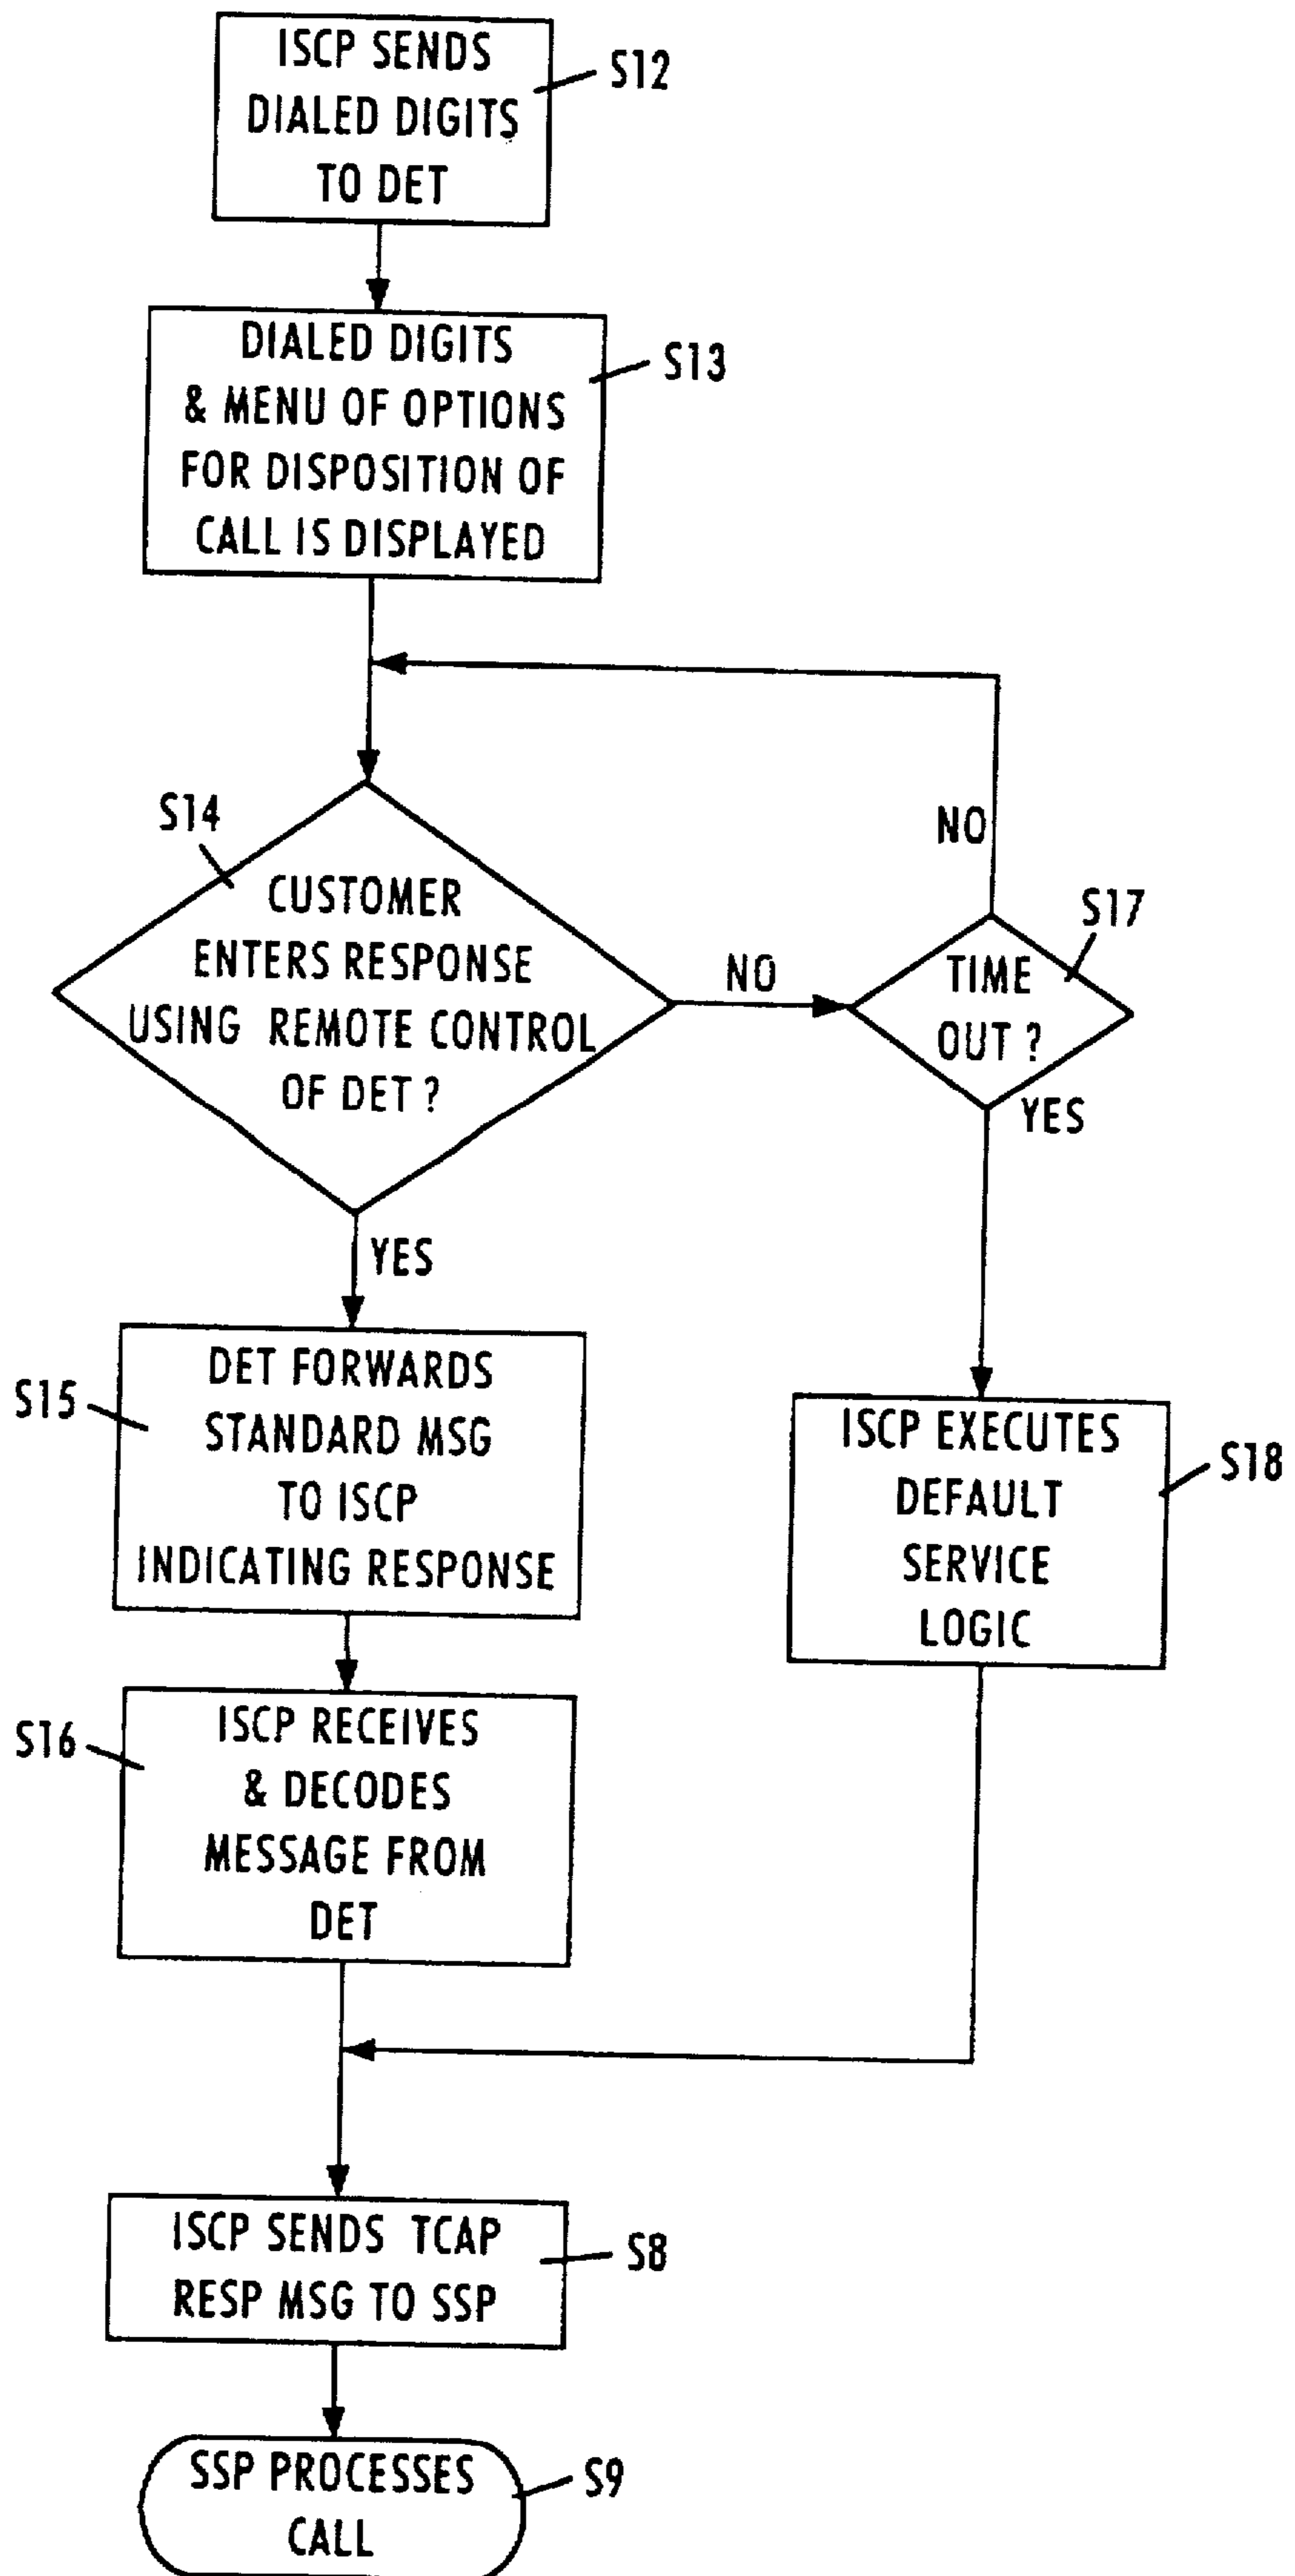 ISCP SENDS
DIALED DIGITS
TO DET
S12
DIALED DIGITS
& MENU OF OPTIONS
FOR DISPOSITION OF
CALL IS DISPLAYED
S13
S14
CUSTOMER
ENTERS RESPONSE
USING REMOTE CONTROL
OF DET ?
NO
NO
S17
TIME
OUT ?
YES
YES
S15
DET FORWARDS
STANDARD MSG
TO ISCP
INDICATING RESPONSE
ISCP EXECUTES
DEFAULT
SERVICE
LOGIC
S18
S16
ISCP RECEIVES
& DECODES
MESSAGE FROM
DET
ISCP SENDS TCAP
RESP MSG TO SSP
S8
SSP PROCESSES
CALL
S9